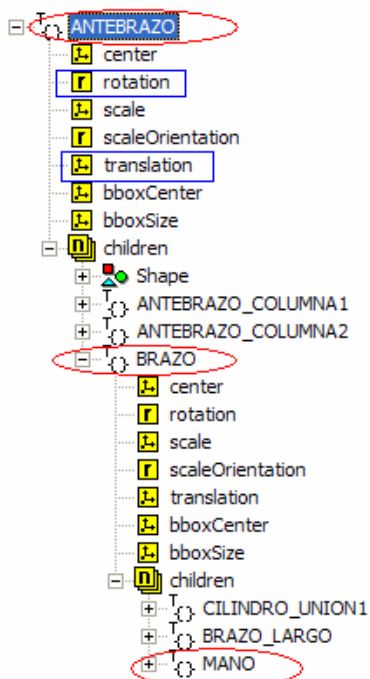 ANTEBRAZO
center
rotation
scale
scaleOrientation
translation
bboxCenter
bboxSize
children
Shape
ANTEBRAZO_COLUMNA1
ANTEBRAZO_COLUMNA2
BRAZO
center
rotation
scale
scaleOrientation
translation
bboxCenter
bboxSize
children
CILINDRO_UNION1
BRAZO_LARGO
MANO